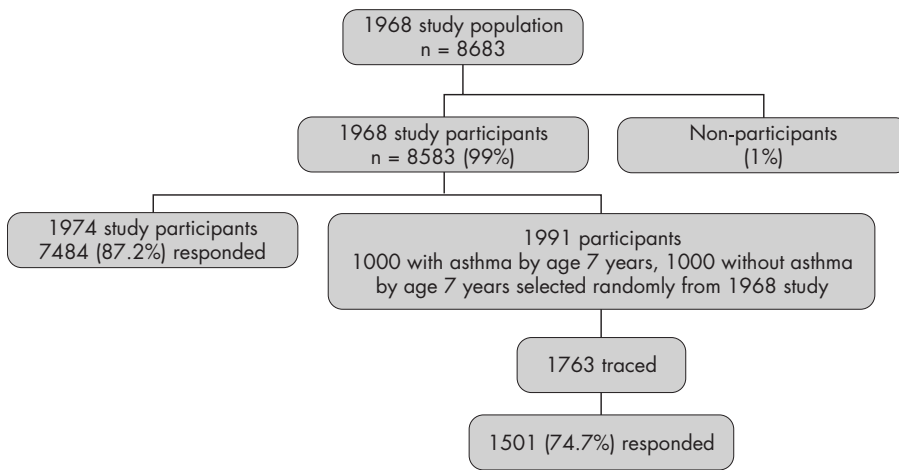 1968 study population
n = 8683
1968 study participants
n = 8583 (99%)
Non-participants
(1%)
1974 study participants
7484 (87.2%) responded
1991 participants
1000 with asthma by age 7 years, 1000 without asthma
by age 7 years selected randomly from 1968 study
1763 traced
1501 (74.7%) responded